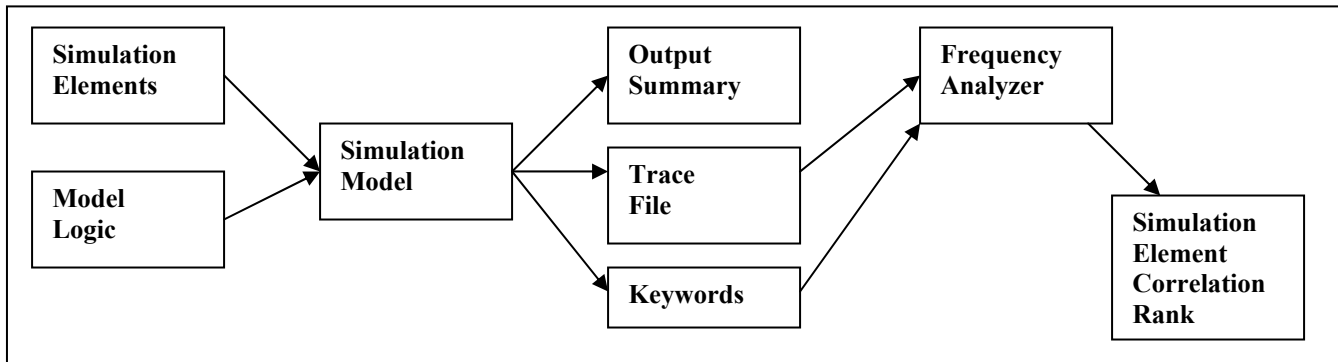 Simulation
Elements
Model
Logic
Simulation
Model
Output
Summary
Trace
File
Keywords
Frequency
Analyzer
Simulation
Element
Correlation
Rank